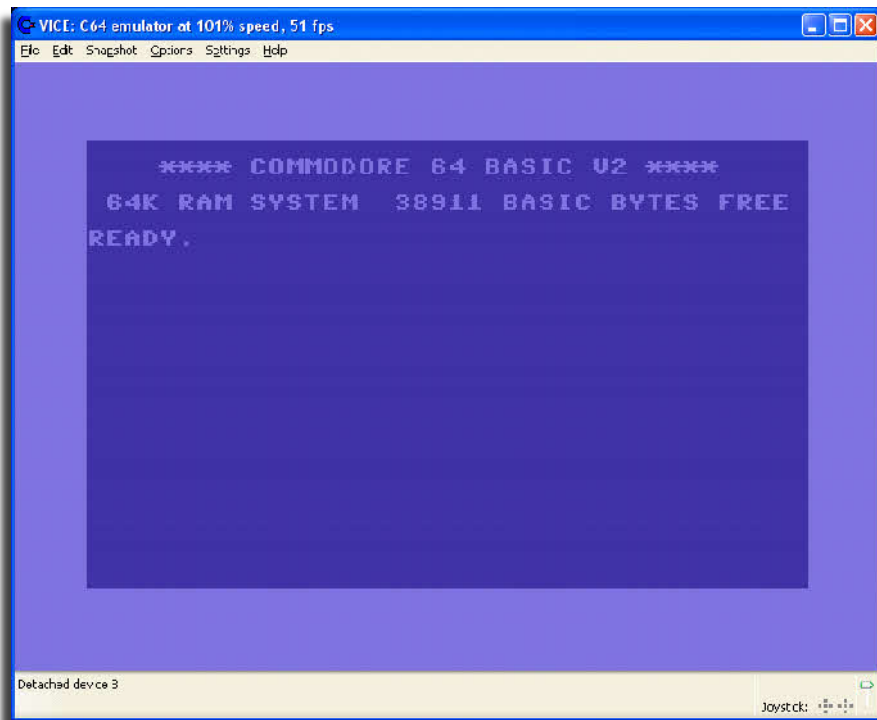 VICE: C64 emulator at 101% speed, 51 fps
File Edit Snapshot Options Settings Help
**** COMMODORE 64 BASIC V2 ****
64K RAM SYSTEM 38911 BASIC BYTES FREE
READY.
Detached device 8
Joystick: